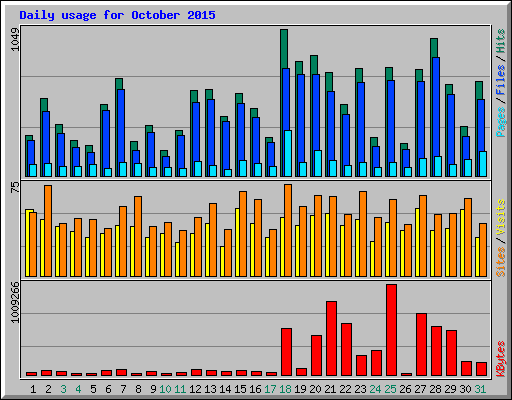 Daily usage for October 2015
1049
Pages / Files / Hits
75
Sites / Visits
1009266
KBytes
1 2 3 4 5 6 7 8 9 10 11 12 13 14 15 16 17 18 19 20 21 22 23 24 25 26 27 28 29 30 31